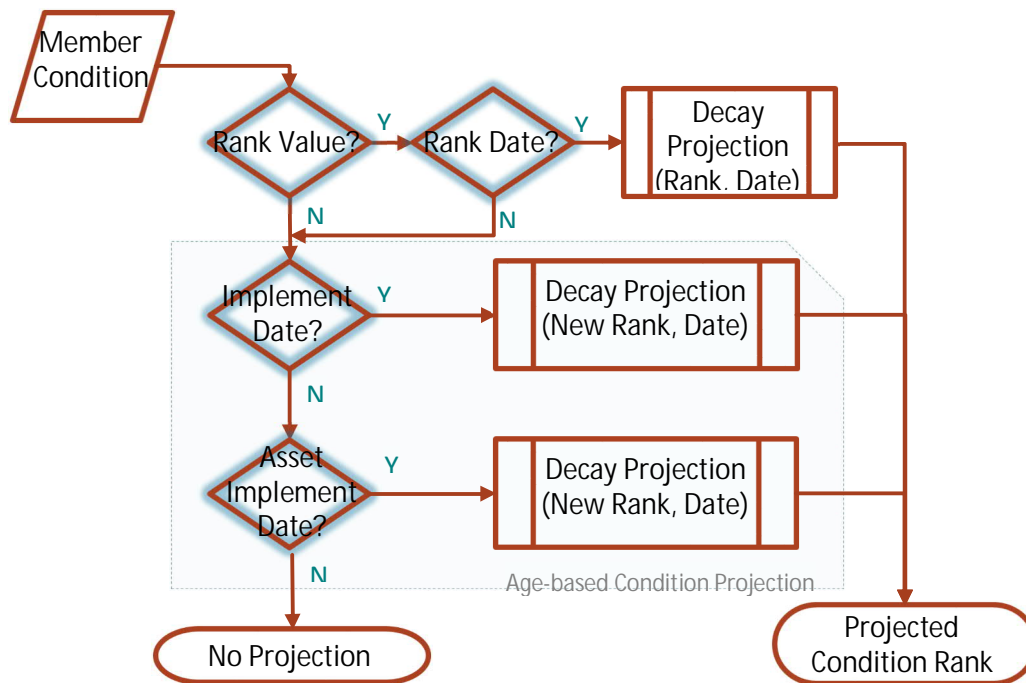 Member
Condition
Rank Value?
Y
Rank Date?
Y
Decay
Projection
(Rank, Date)
N
N
Implement
Date?
Y
Decay Projection
(New Rank, Date)
N
Asset
Implement
Date?
Y
Decay Projection
(New Rank, Date)
N
Age-based Condition Projection
No Projection
Projected
Condition Rank